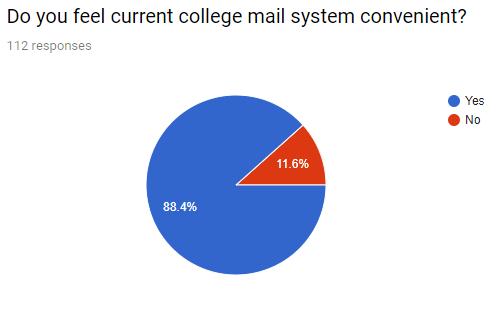 Do you feel current college mail system convenient?
112 responses
Yes
No
11.6%
88.4%